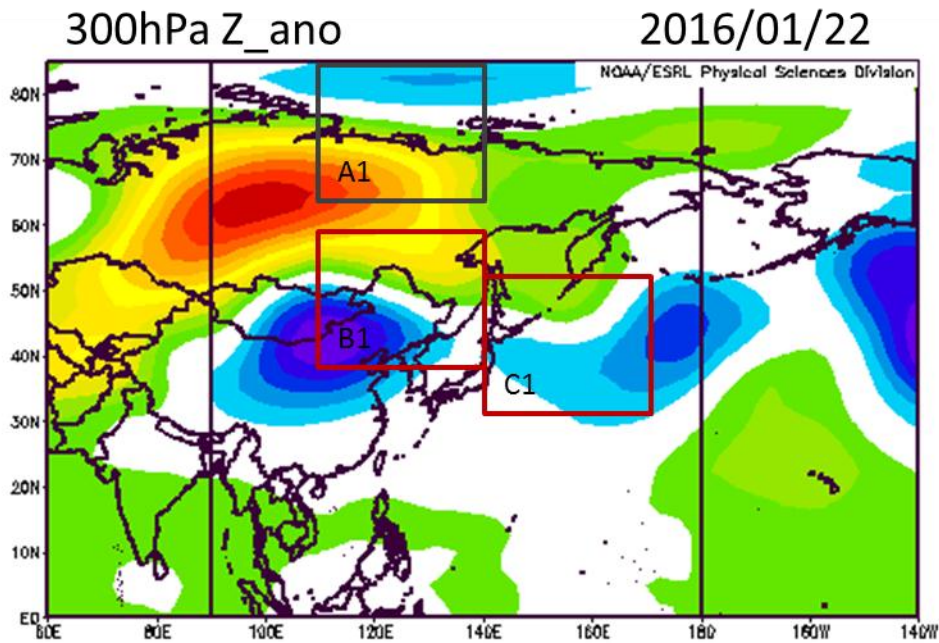 300hPa Z_ano 2016/01/22
NOAA/ESRL Physical Sciences Division
80N
70N
A1
60N
50N
B1
40N
C1
30N
20N
10N
EQ
60E 80E 100E 120E 140E 160E 180 160W 140W